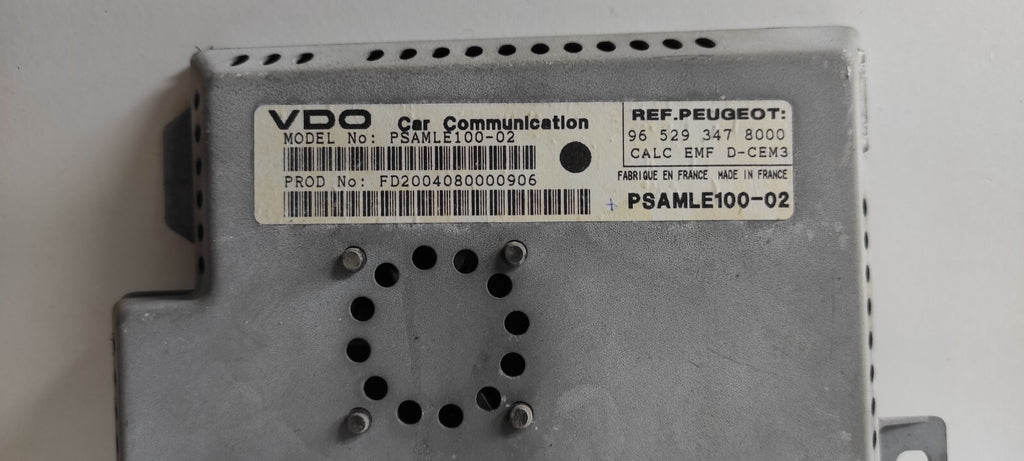 VDO Car Communication
MODEL No: PSAMLE100-02
PROD No: FD2004080000906
REF.PEUGEOT:
96 529 347 8000
CALC EMF D-CEM3
FABRIQUE EN FRANCE MADE IN FRANCE
+ PSAMLE100-02